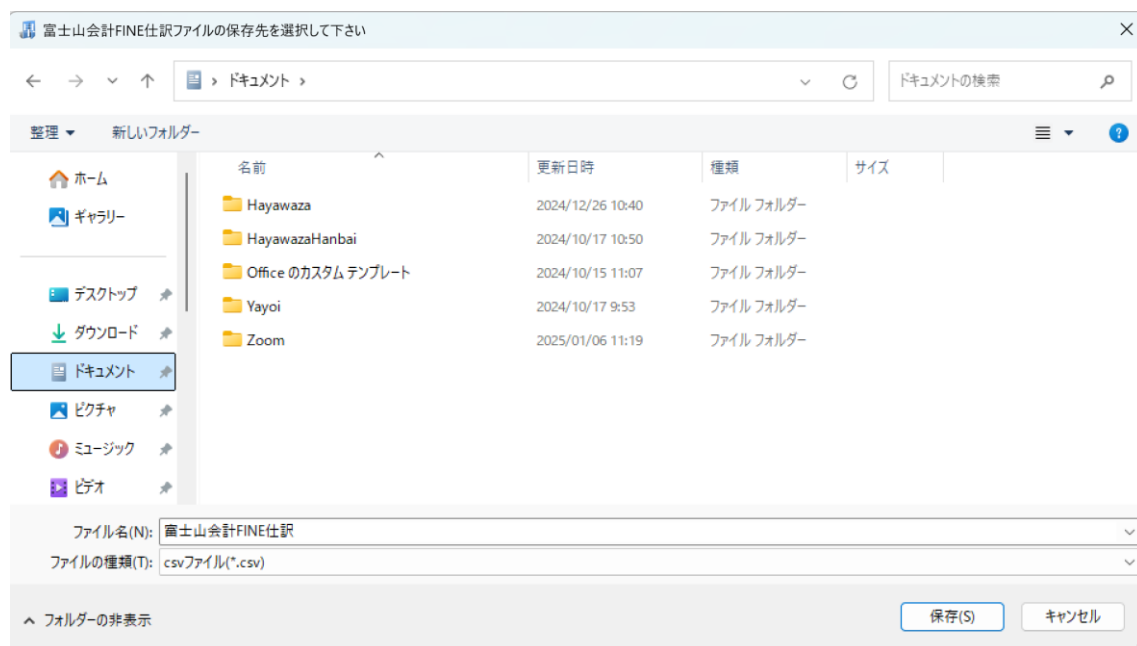 富士山会計FINE仕訳ファイルの保存先を選択して下さい
ドキュメント
ドキュメントの検索
整理 新しいフォルダー
名前 更新日時 種類 サイズ
ホーム
ギャラリー
デスクトップ
ダウンロード
ドキュメント
ピクチャ
ミュージック
ビデオ
Hayawaza 2024/12/26 10:40 ファイル フォルダー
HayawazaHanbai 2024/10/17 10:50 ファイル フォルダー
Office のカスタム テンプレート 2024/10/15 11:07 ファイル フォルダー
Yayoi 2024/10/17 9:53 ファイル フォルダー
Zoom 2025/01/06 11:19 ファイル フォルダー
ファイル名(N): 富士山会計FINE仕訳
ファイルの種類(T): csvファイル(*.csv)
フォルダーの非表示 保存(S) キャンセル